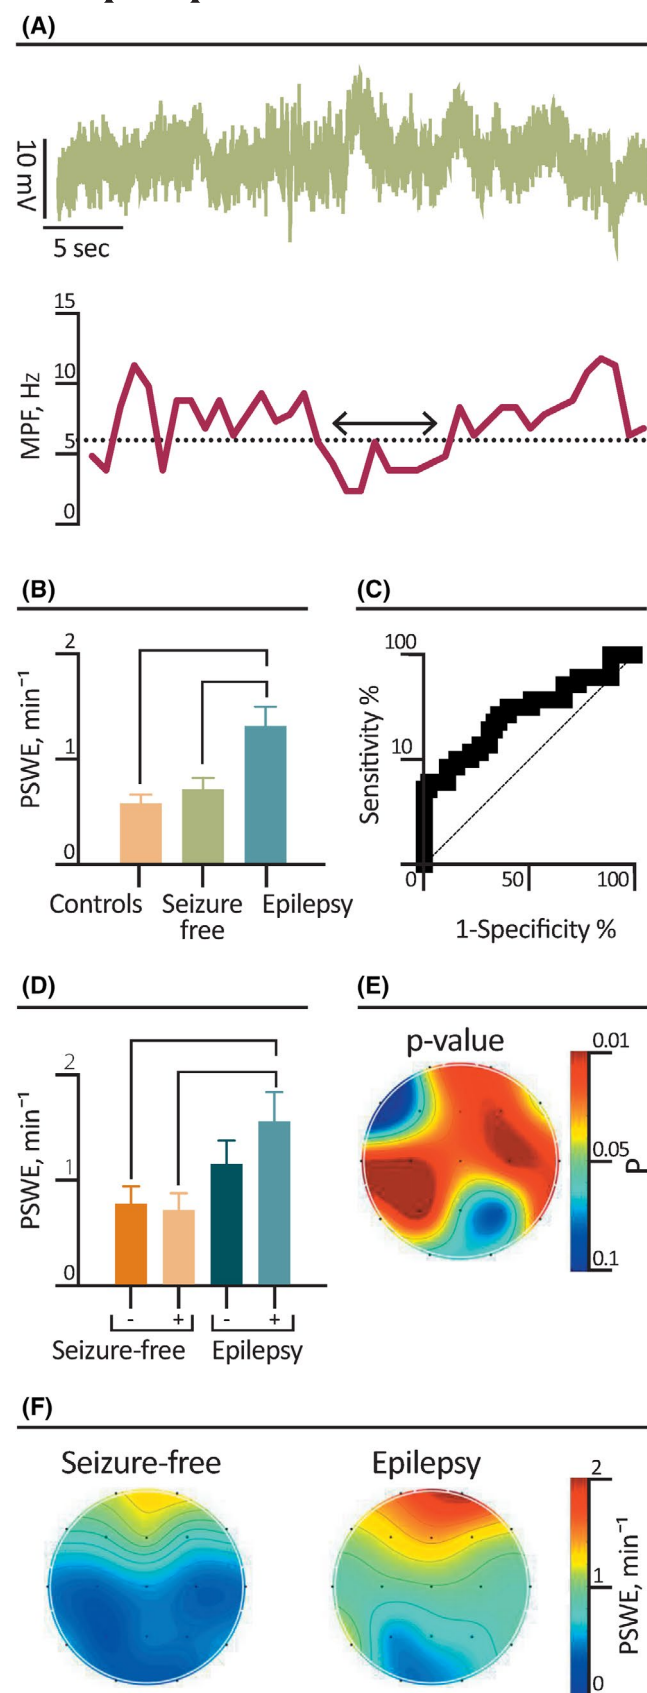 (A)
10 mV
5 sec
15
10
5
0
MPF, Hz
(B)
2
1
0
PSWE, min⁻¹
Controls
Seizure
free
Epilepsy
(C)
100
10
0
50
100
Sensitivity %
1-Specificity %
(D)
2
1
0
PSWE, min⁻¹
- + - +
Seizure-free
Epilepsy
(E)
p-value
0.01
0.05
0.1
P
(F)
Seizure-free
Epilepsy
2
1
0
PSWE, min⁻¹